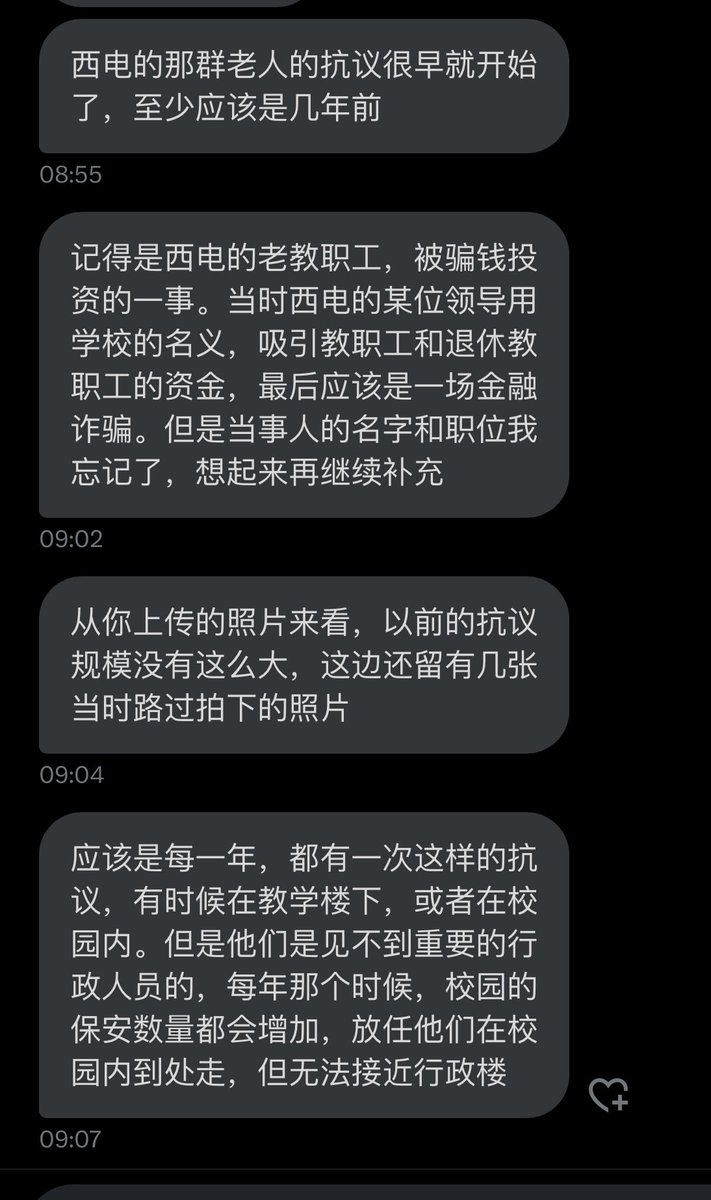 西电的那群老人的抗议很早就开始
了，至少应该是几年前
08:55
记得是西电的老教职工，被骗钱投
资的一事。当时西电的某位领导用
学校的名义，吸引教职工和退休教
职工的资金，最后应该是一场金融
诈骗。但是当事人的名字和职位我
忘记了，想起来再继续补充
09:02
从你上传的照片来看，以前的抗议
规模没有这么大，这边还留有几张
当时路过拍下的照片
09:04
应该是每一年，都有一次这样的抗
议，有时候在教学楼下，或者在校
园内。但是他们是见不到重要的行
政人员的，每年那个时候，校园的
保安数量都会增加，放任他们在校
园内到处走，但无法接近行政楼
09:07